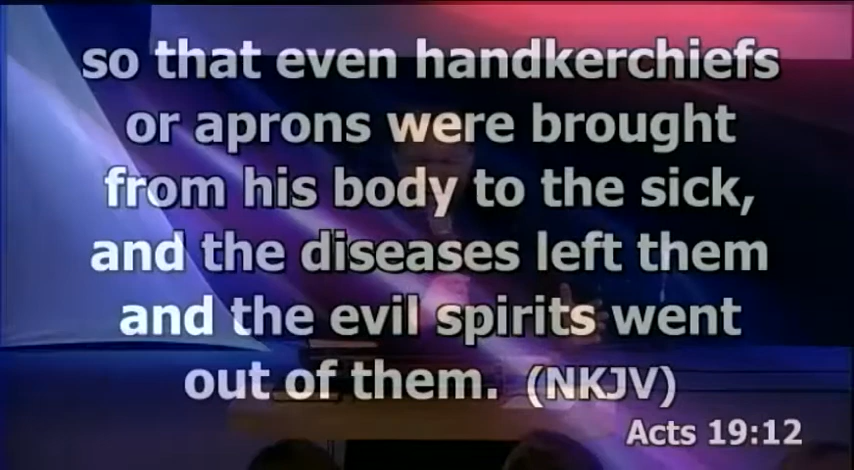 so that even handkerchiefs
or aprons were brought
from his body to the sick,
and the diseases left them
and the evil spirits went
out of them. (NKJV)
Acts 19:12